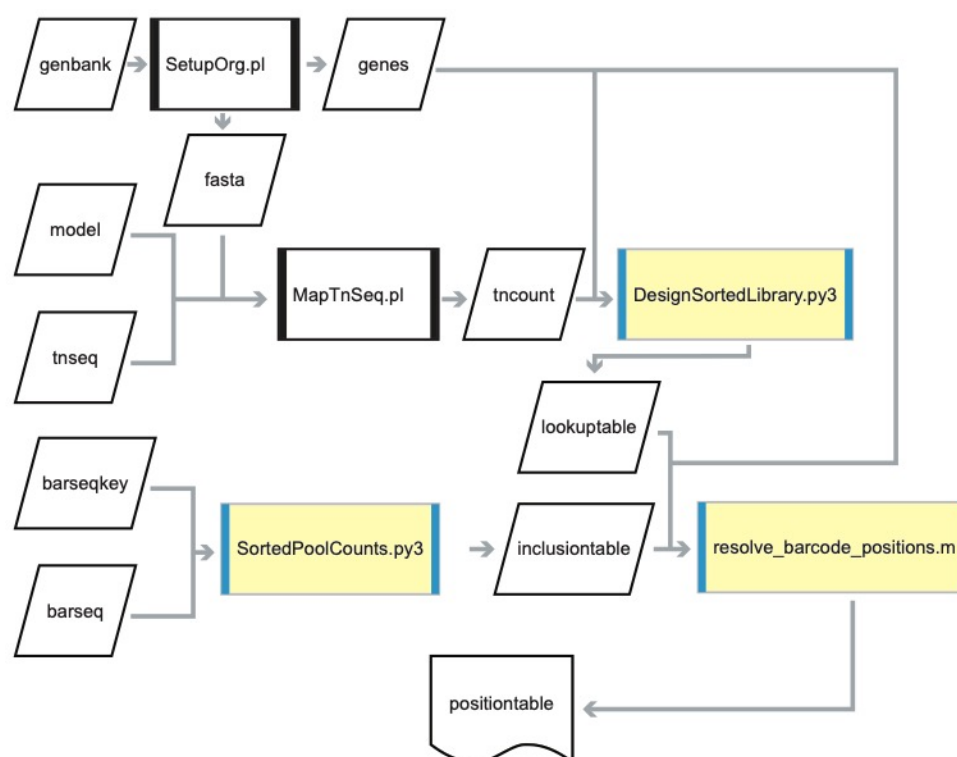 genbank
SetupOrg.pl
genes
fasta
model
MapTnSeq.pl
tncount
DesignSortedLibrary.py3
tnseq
lookuptable
barseqkey
SortedPoolCounts.py3
inclusiontable
resolve_barcode_positions.m
barseq
positiontable